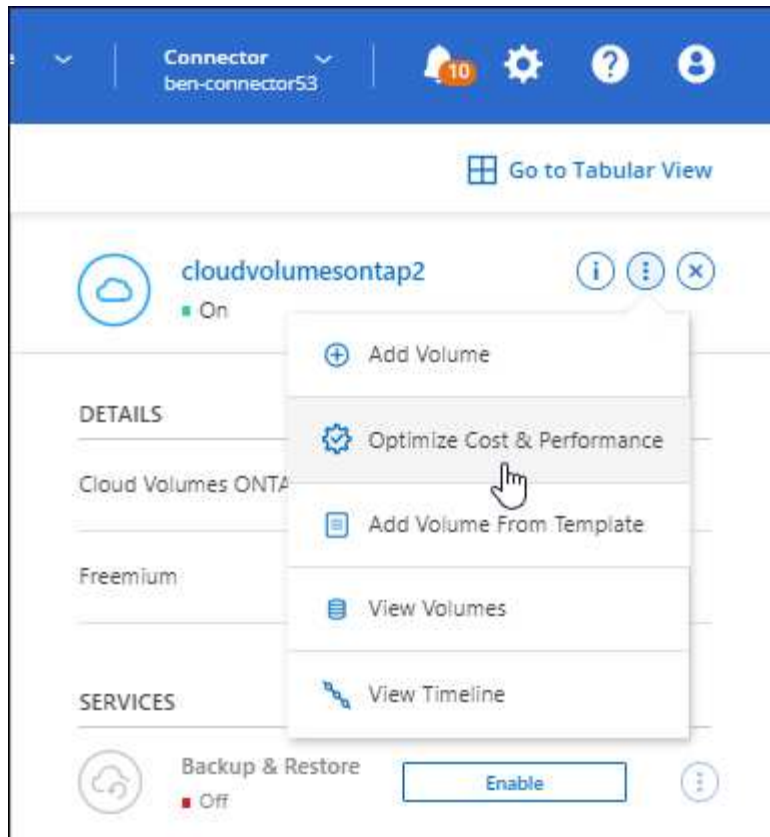 Connector
ben-connector53
10
Go to Tabular View
cloudvolumesontap2
On
Add Volume
DETAILS
Optimize Cost & Performance
Cloud Volumes ONTA
Add Volume From Template
Freemium
View Volumes
View Timeline
SERVICES
Backup & Restore
Enable
Off